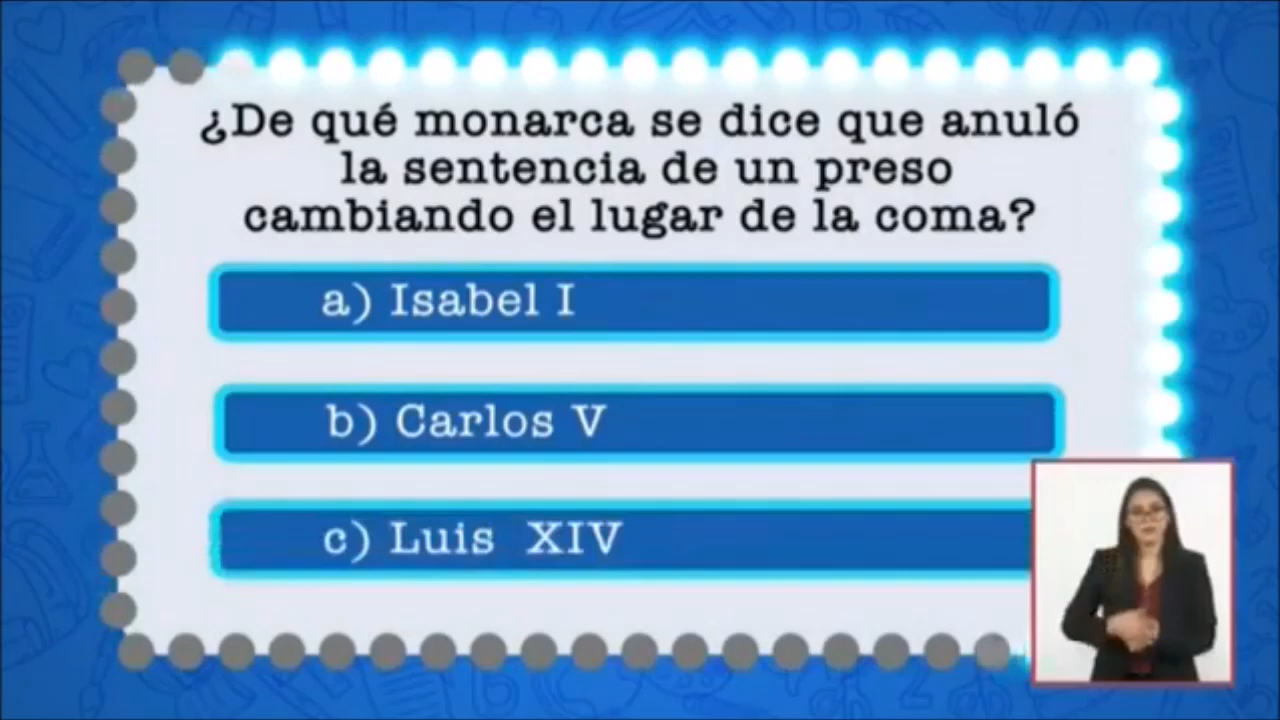 ¿De qué monarca se dice que anuló
la sentencia de un preso
cambiando el lugar de la coma?
a) Isabel I
b) Carlos V
c) Luis XIV